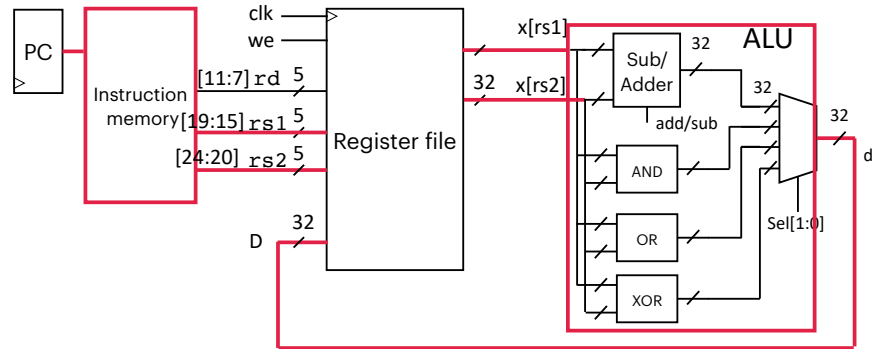 PC
Instruction
memory
[11:7] rd
5
[19:15] rs1
5
[24:20] rs2
5
clk
we
Register file
D
32
x[rs1]
32
x[rs2]
ALU
Sub/
Adder
32
add/sub
AND
OR
XOR
32
Sel[1:0]
32
d